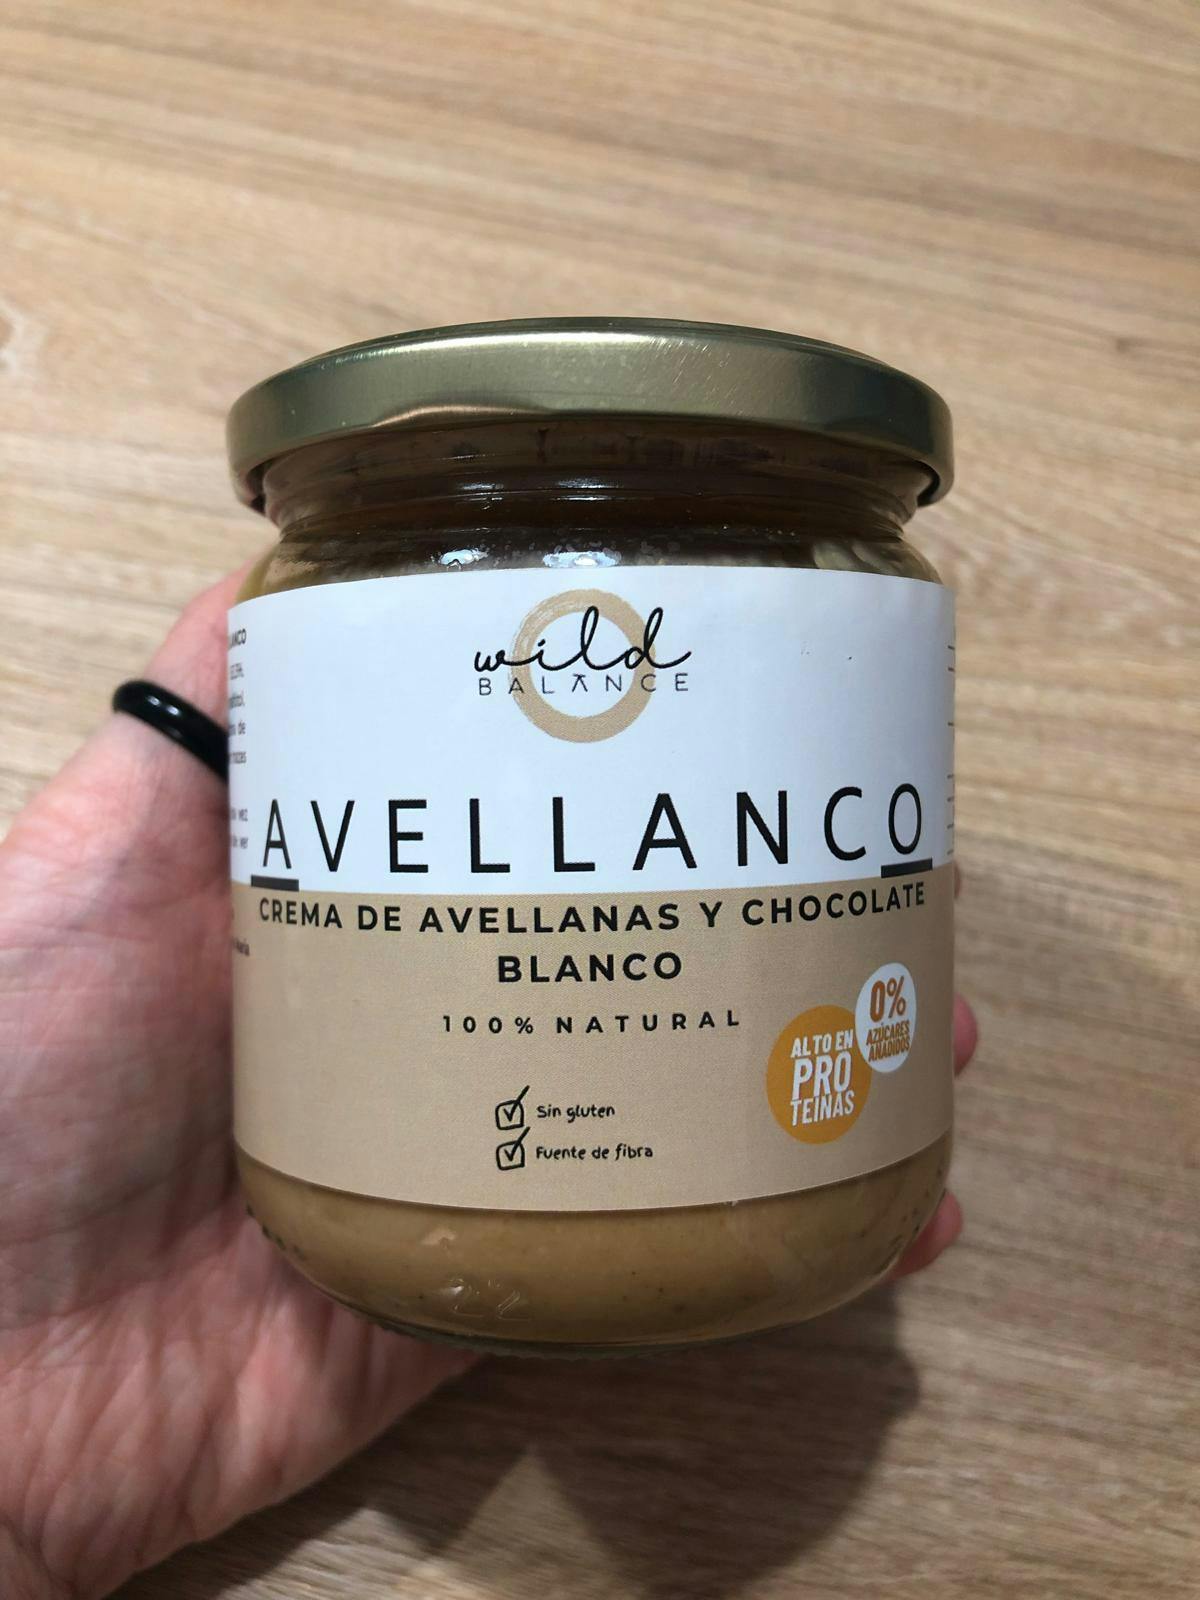 wild
BALANCE
AVELLANCO
CREMA DE AVELLANAS Y CHOCOLATE
BLANCO
100% NATURAL
0%
AZÚCARES
AÑADIDOS
ALTO EN
PRO
TEÍNAS
Sin gluten
Fuente de fibra